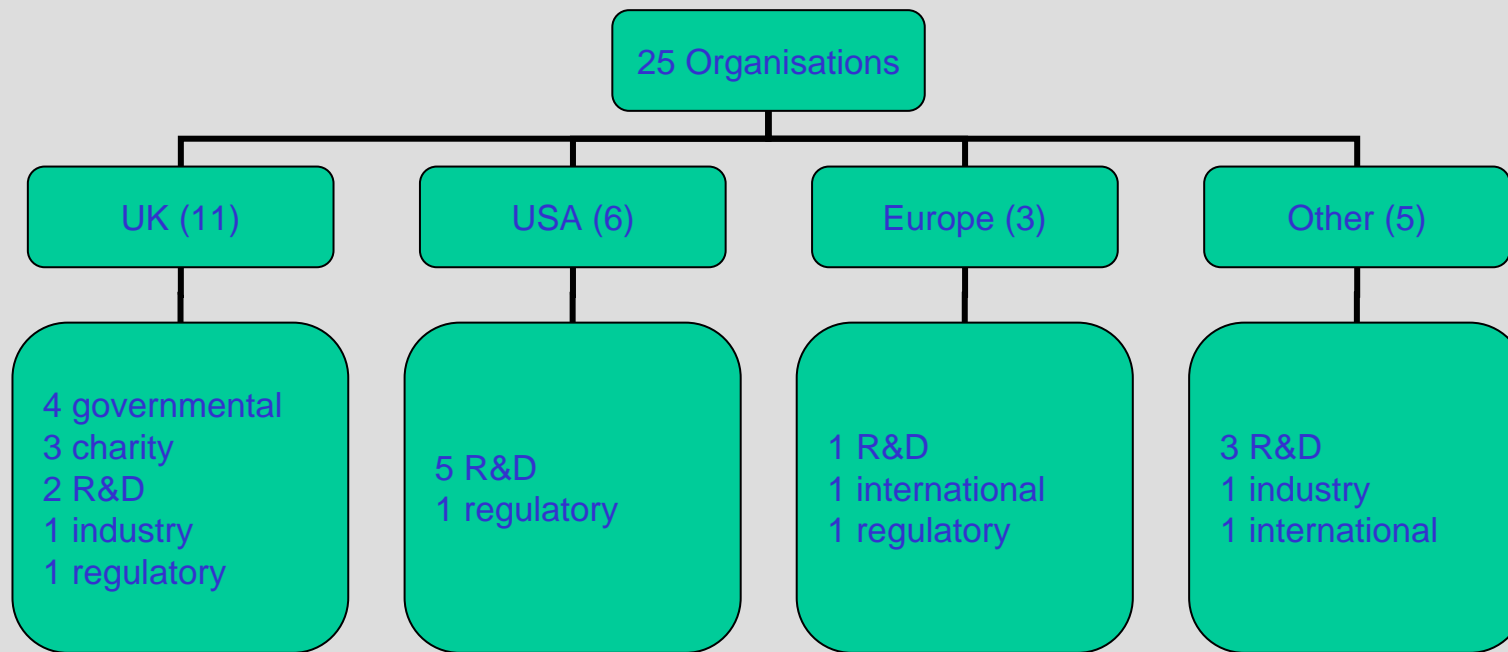 25 Organisations
UK (11)
USA (6)
Europe (3)
Other (5)
4 governmental
3 charity
2 R&D
1 industry
1 regulatory
5 R&D
1 regulatory
1 R&D
1 international
1 regulatory
3 R&D
1 industry
1 international